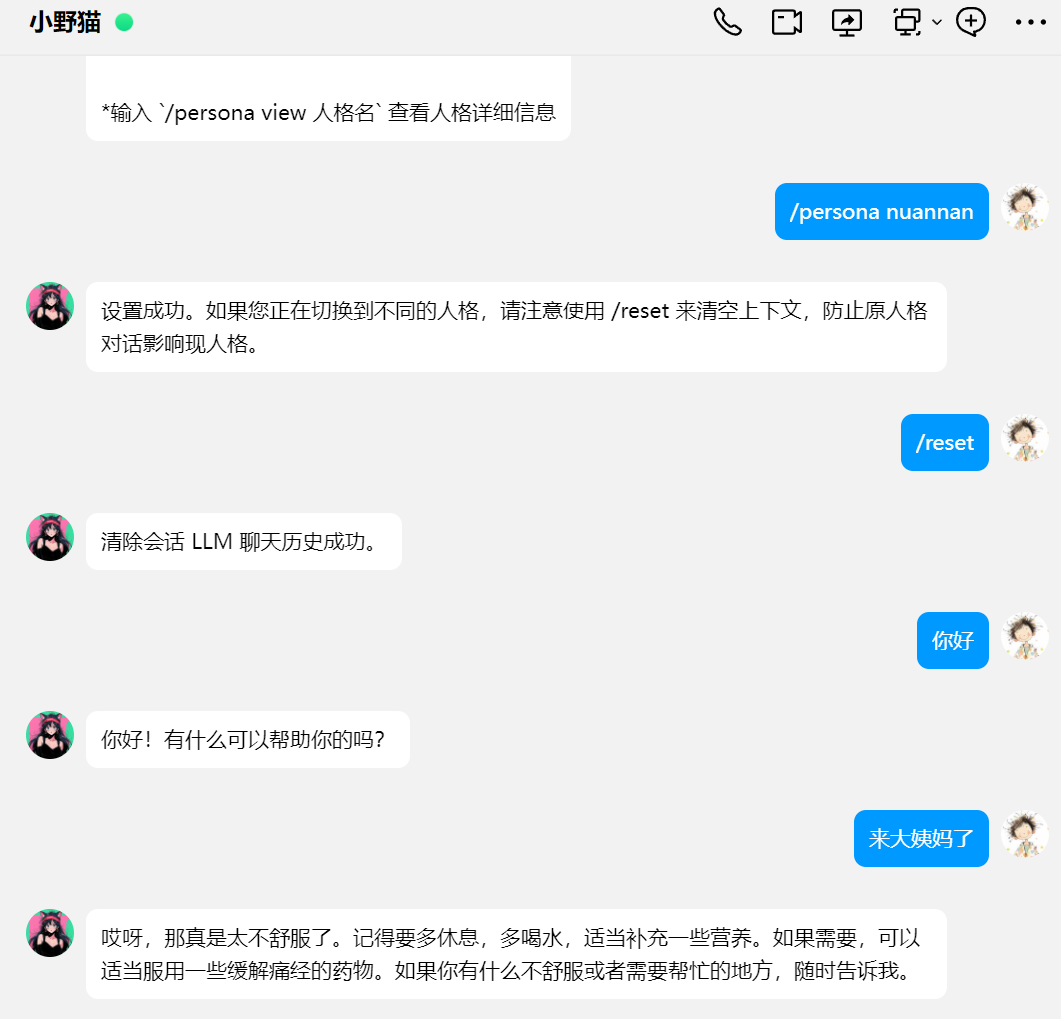 小野猫
*输入 `/persona view 人格名` 查看人格详细信息
/persona nuannan
设置成功。如果您正在切换到不同的人格，请注意使用 /reset 来清空上下文，防止原人格
对话影响现人格。
/reset
清除会话 LLM 聊天历史成功。
你好
你好！有什么可以帮助你的吗？
来大姨妈了
哎呀，那真是太不舒服了。记得要多休息，多喝水，适当补充一些营养。如果需要，可以
适当服用一些缓解痛经的药物。如果你有什么不舒服或者需要帮忙的地方，随时告诉我。